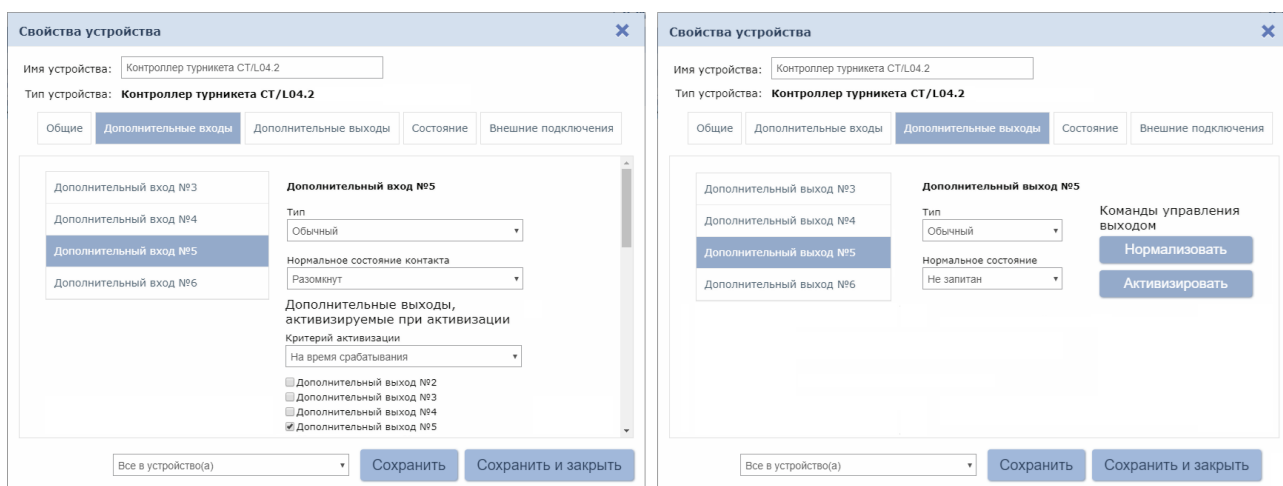 Свойства устройства
Имя устройства: Контроллер турникета CT/L04.2
Тип устройства: Контроллер турникета CT/L04.2
Общие Дополнительные входы Дополнительные выходы Состояние Внешние подключения
Дополнительный вход №3
Дополнительный вход №4
Дополнительный вход №5
Дополнительный вход №6
Дополнительный вход №5
Тип
Обычный
Нормальное состояние контакта
Разомкнут
Дополнительные выходы,
активизируемые при активизации
Критерий активизации
На время срабатывания
Дополнительный выход №2
Дополнительный выход №3
Дополнительный выход №4
Дополнительный выход №5
Все в устройство(а) Сохранить Сохранить и закрыть
Свойства устройства
Имя устройства: Контроллер турникета CT/L04.2
Тип устройства: Контроллер турникета CT/L04.2
Общие Дополнительные входы Дополнительные выходы Состояние Внешние подключения
Дополнительный выход №3
Дополнительный выход №4
Дополнительный выход №5
Дополнительный выход №6
Дополнительный выход №5
Тип
Обычный
Нормальное состояние
Не запитан
Команды управления
выходом
Нормализовать
Активизировать
Все в устройство(а) Сохранить Сохранить и закрыть